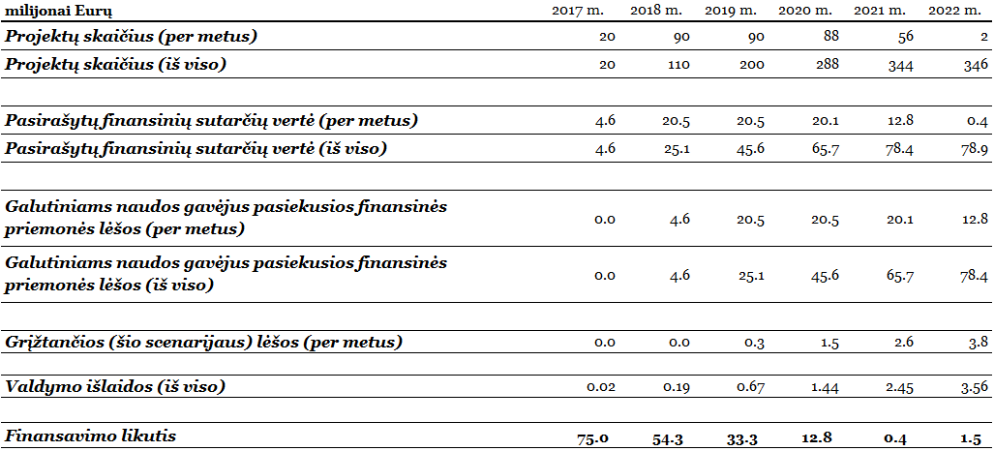 milijonai Eurų 2017 m. 2018 m. 2019 m. 2020 m. 2021 m. 2022 m.
Projektų skaičius (per metus) 20 90 90 88 56 2
Projektų skaičius (iš viso) 20 110 200 288 344 346
Pasirašytų finansinių sutarčių vertė (per metus) 4.6 20.5 20.5 20.1 12.8 0.4
Pasirašytų finansinių sutarčių vertė (iš viso) 4.6 25.1 45.6 65.7 78.4 78.9
Galutiniams naudos gavėjus pasiekusios finansinės
priemonės lėšos (per metus) 0.0 4.6 20.5 20.5 20.1 12.8
Galutiniams naudos gavėjus pasiekusios finansinės
priemonės lėšos (iš viso) 0.0 4.6 25.1 45.6 65.7 78.4
Grįžtančios (šio scenarijaus) lėšos (per metus) 0.0 0.0 0.3 1.5 2.6 3.8
Valdymo išlaidos (iš viso) 0.02 0.19 0.67 1.44 2.45 3.56
Finansavimo likutis 75.0 54.3 33.3 12.8 0.4 1.5